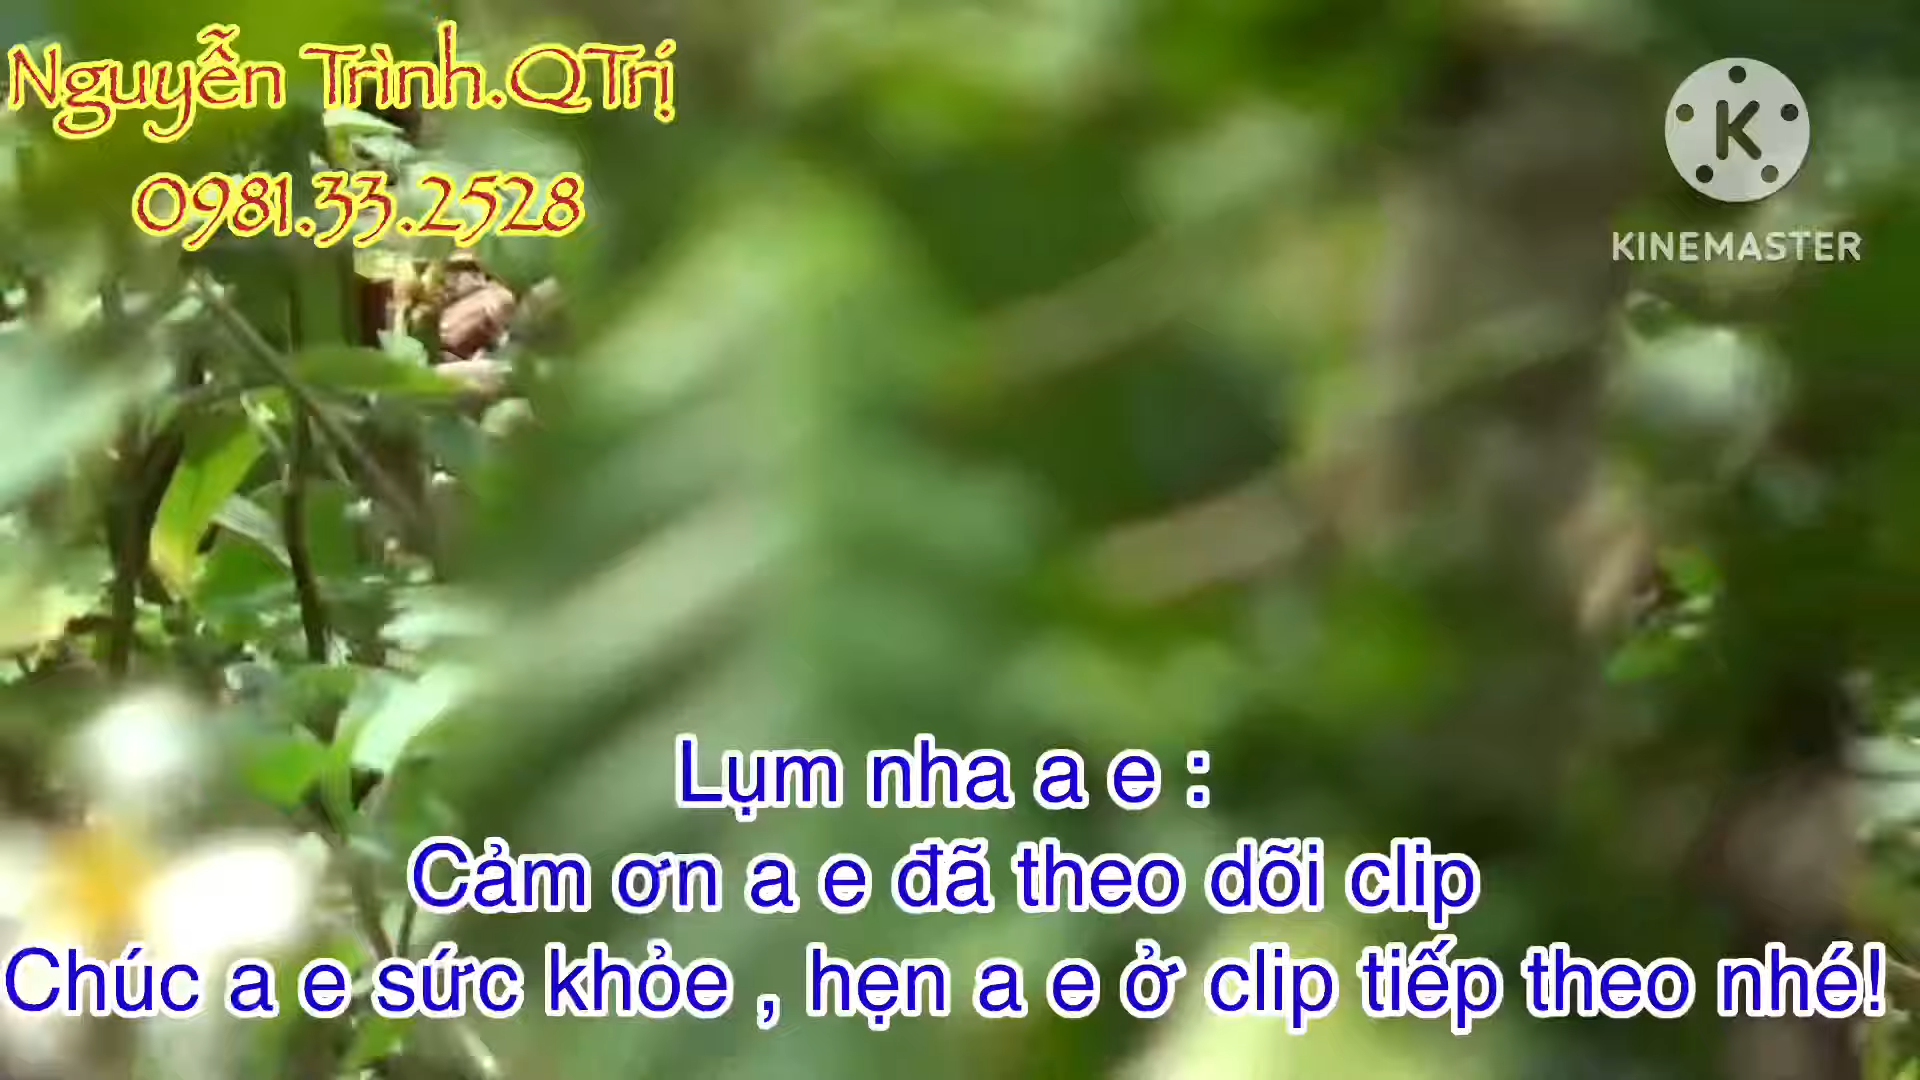 Nguyễn Trình.QTrị
0981.33.2528
K
KINEMASTER
Lụm nha a e :
Cảm ơn a e đã theo dõi clip
Chúc a e sức khỏe , hẹn a e ở clip tiếp theo nhé!